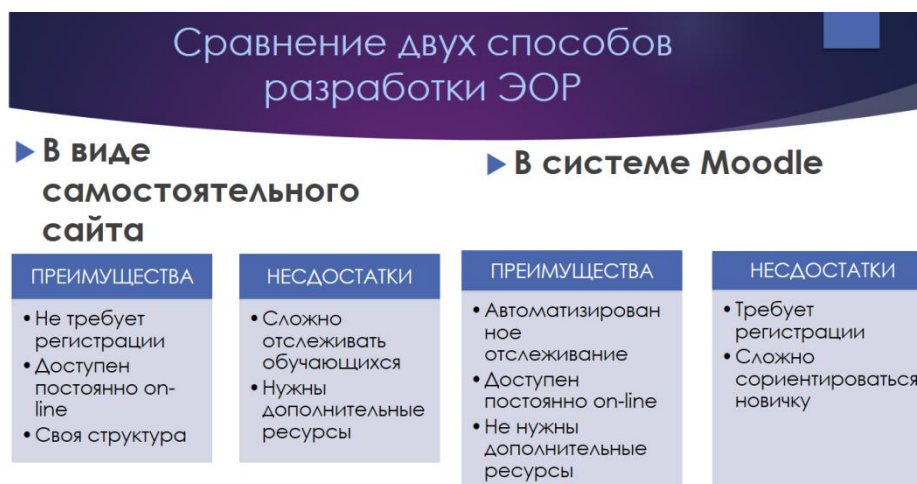 Сравнение двух способов
разработки ЭОР
В виде
самостоятельного
сайта
ПРЕИМУЩЕСТВА
• Не требует
регистрации
• Доступен
постоянно on-
line
• Своя структура
НЕСДОСТАТКИ
• Сложно
отслеживать
обучающихся
• Нужны
дополнительные
ресурсы
В системе Moodle
ПРЕИМУЩЕСТВА
• Автоматизирован
ное
отслеживание
• Доступен
постоянно on-line
• Не нужны
дополнительные
ресурсы
НЕСДОСТАТКИ
• Требует
регистрации
• Сложно
сориентироваться
новичку